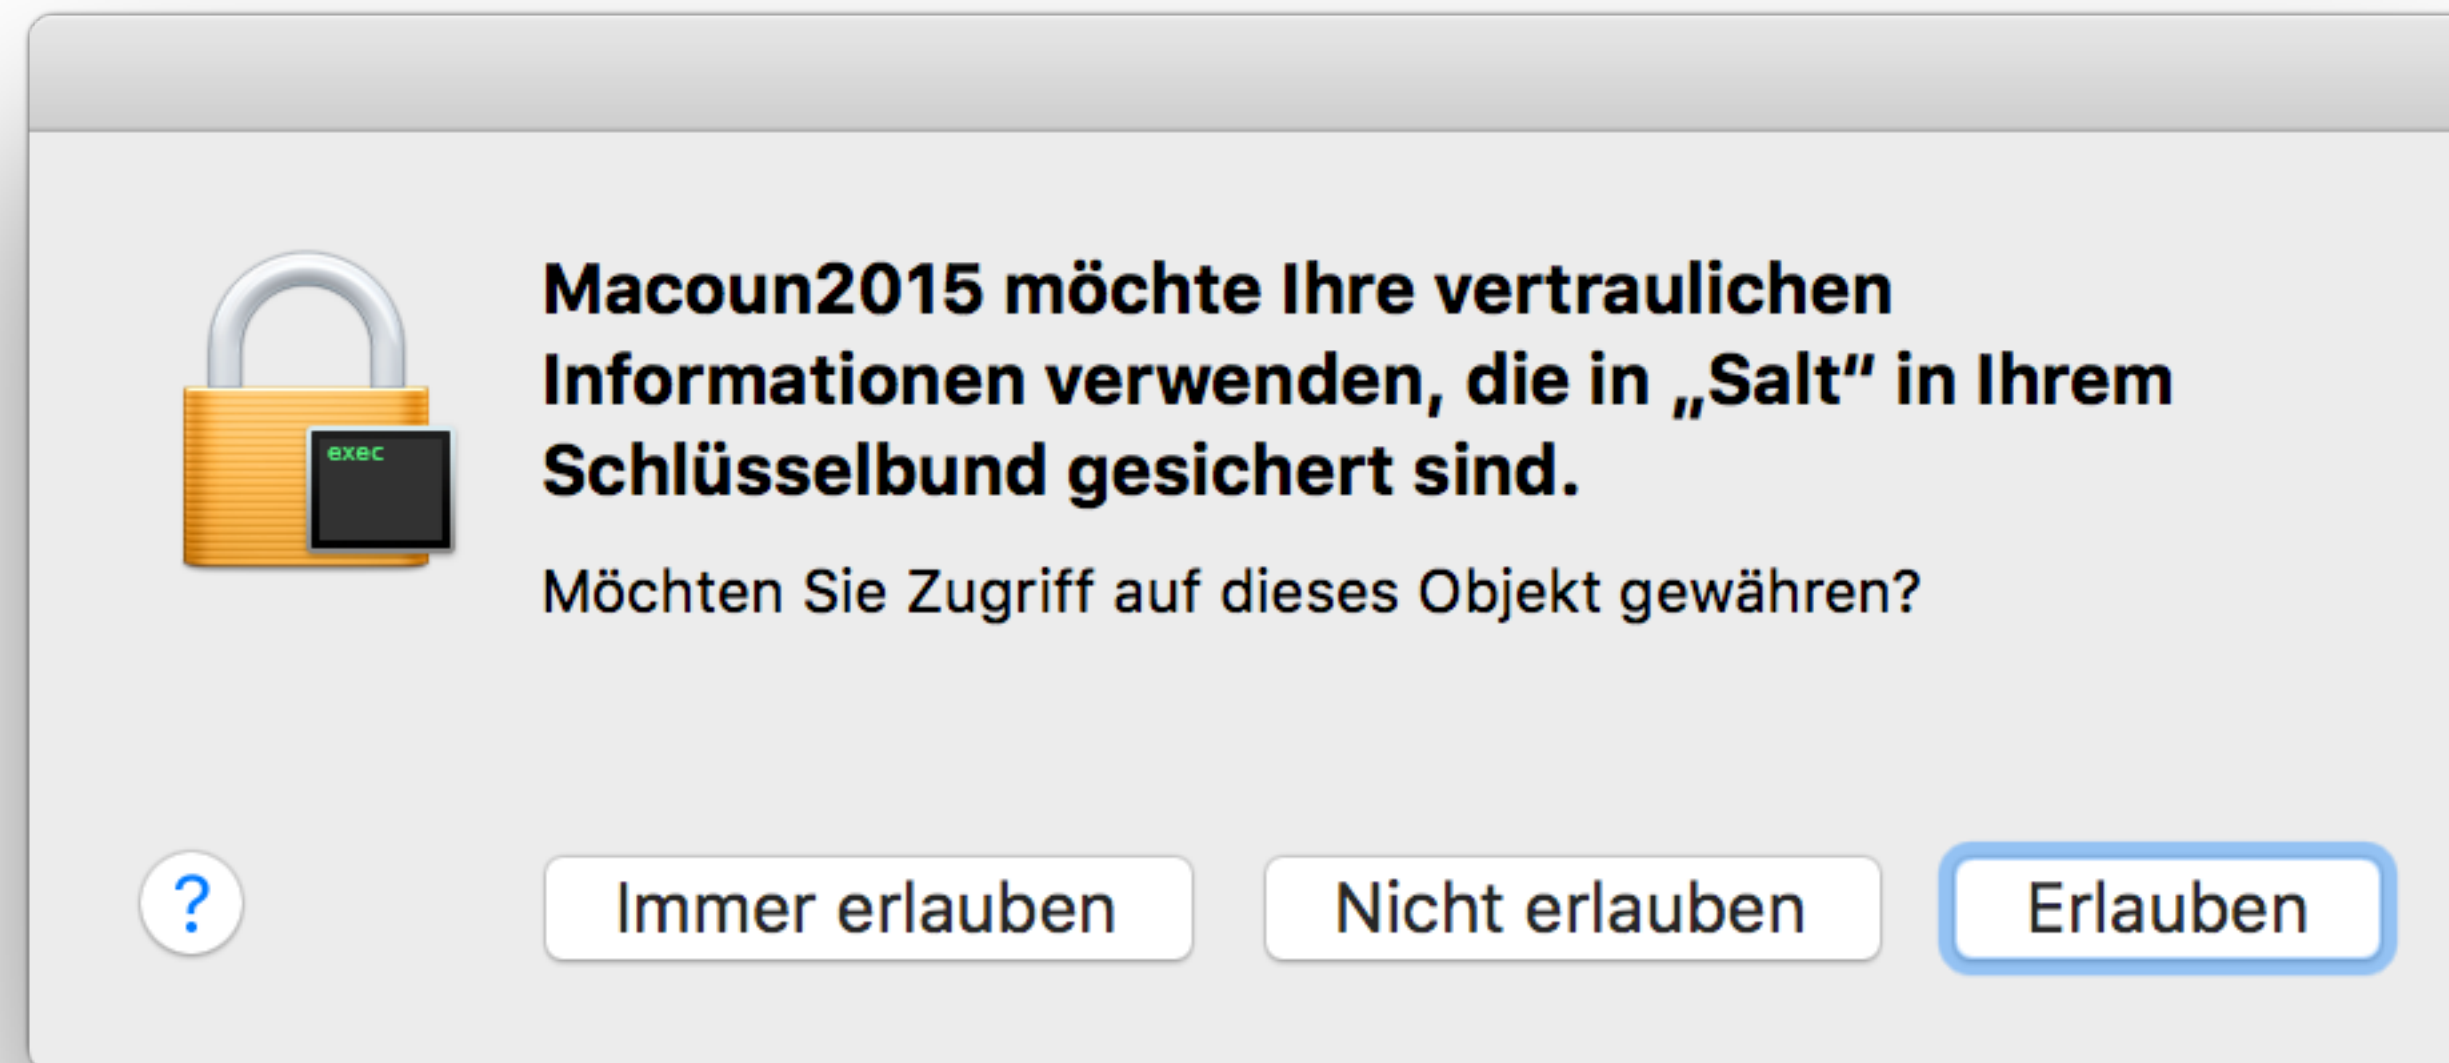 Macoun2015 möchte Ihre vertraulichen
Informationen verwenden, die in „Salt“ in Ihrem
Schlüsselbund gesichert sind.
exec
Möchten Sie Zugriff auf dieses Objekt gewähren?
?
Immer erlauben
Nicht erlauben
Erlauben